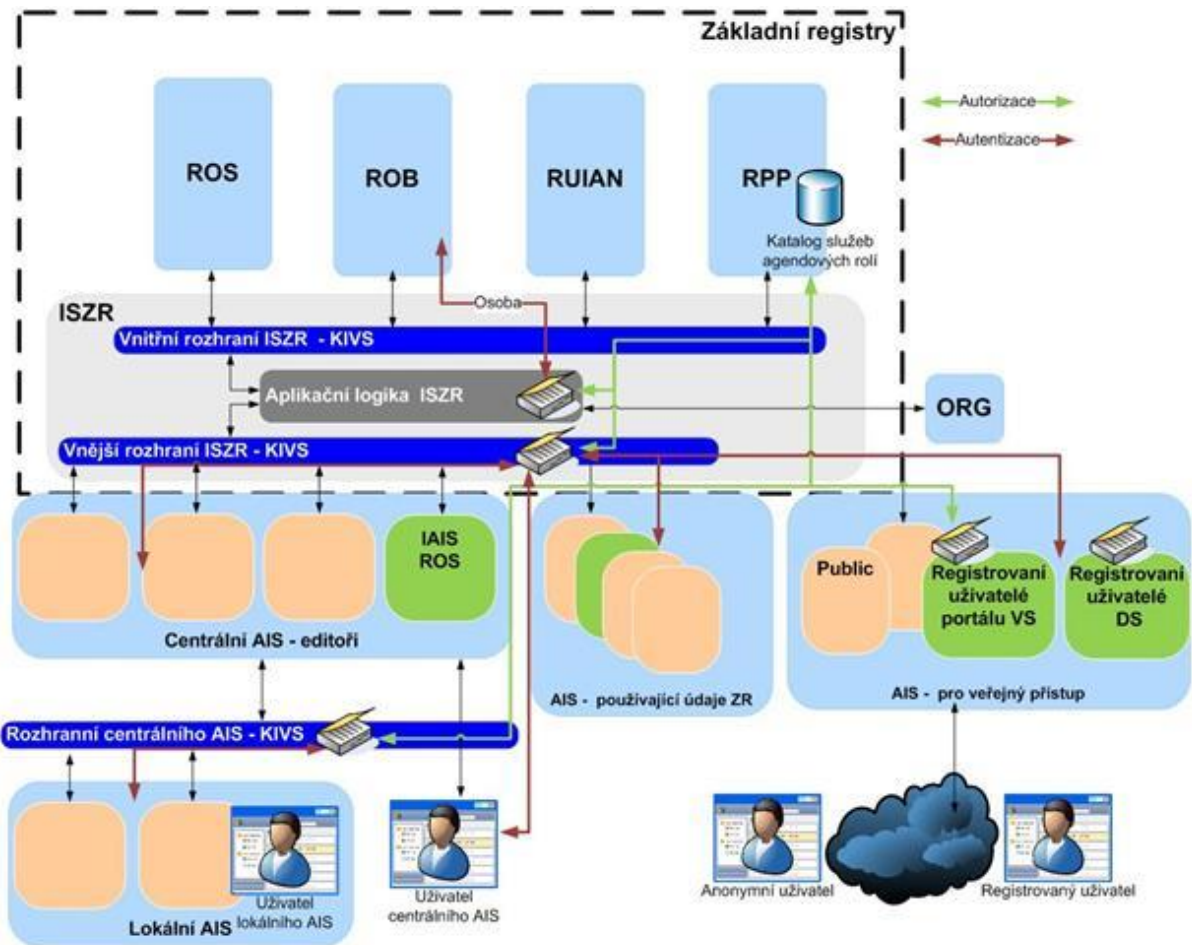 Základní registry
Autorizace
Autentizace
ROS
ROB
RUIAN
RPP
Katalog služeb
agendových rolí
Osoba
ISZR
Vnitřní rozhraní ISZR - KIVS
Aplikační logika ISZR
ORG
Vnější rozhraní ISZR - KIVS
IAIS
ROS
Centrální AIS - editoři
AIS - používající údaje ZR
Public
Registrovaní
uživatelé
portálu VS
Registrovaní
uživatelé
DS
AIS - pro veřejný přístup
Rozhranní centrálního AIS - KIVS
Uživatel
lokálního AIS
Lokální AIS
Uživatel
centrálního AIS
Anonymní uživatel
Registrovaný uživatel